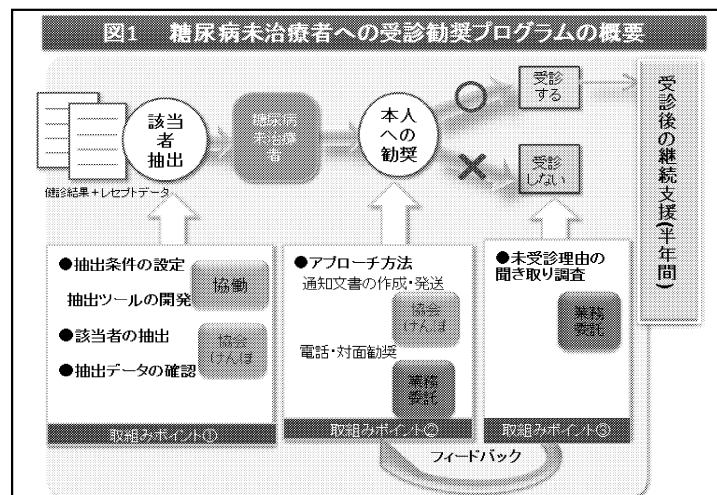 図1 糖尿病未治療者への受診勧奨プログラムの概要
健診結果+レセプトデータ
該当
者
抽出
糖尿病
未治療
者
本人
への
勧奨
受診
する
受診
しない
受診後の継続支援(半年間)
●抽出条件の設定
抽出ツールの開発
協働
●該当者の抽出
協会
けんぽ
●抽出データの確認
取組みポイント①
●アプローチ方法
通知文書の作成・発送
協会
けんぽ
電話・対面勧奨
業務
委託
取組みポイント②
●未受診理由の
聞き取り調査
業務
委託
取組みポイント③
フィードバック